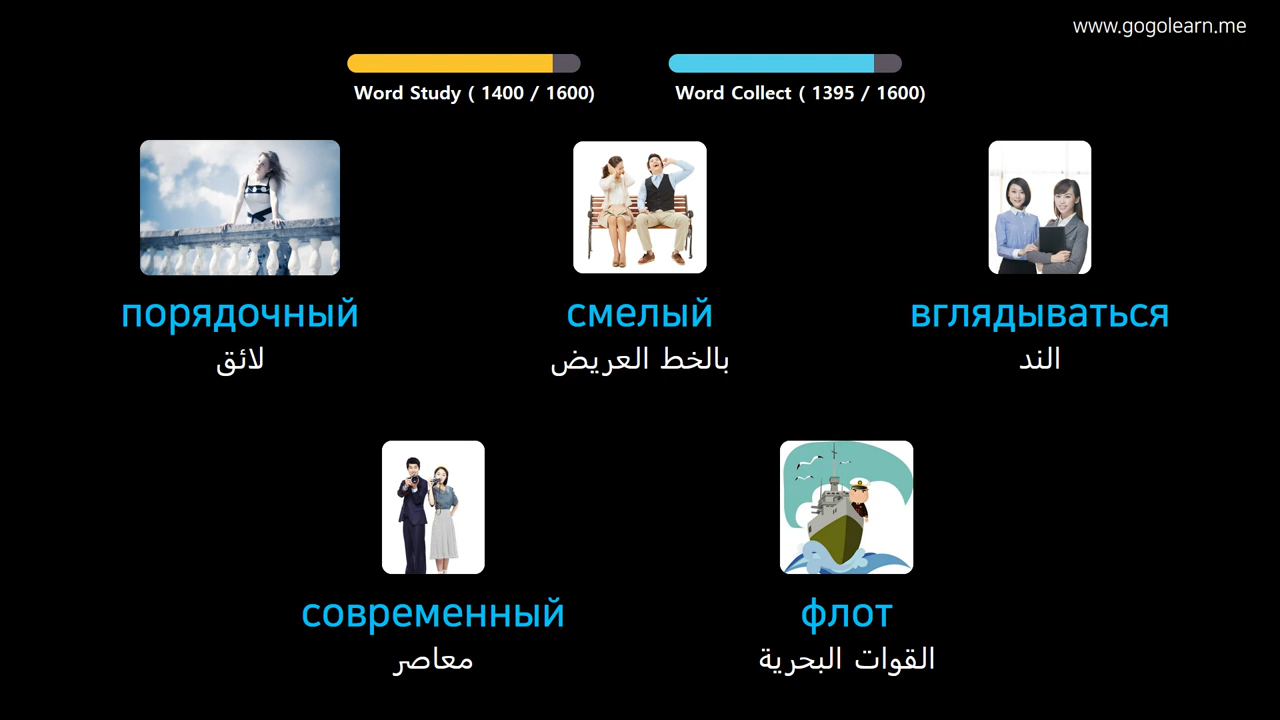 www.gogolearn.me
Word Study ( 1400 / 1600)
Word Collect ( 1395 / 1600)
порядочный
لائق
смелый
بالخط العريض
вглядываться
الند
современный
معاصر
флот
القوات البحرية